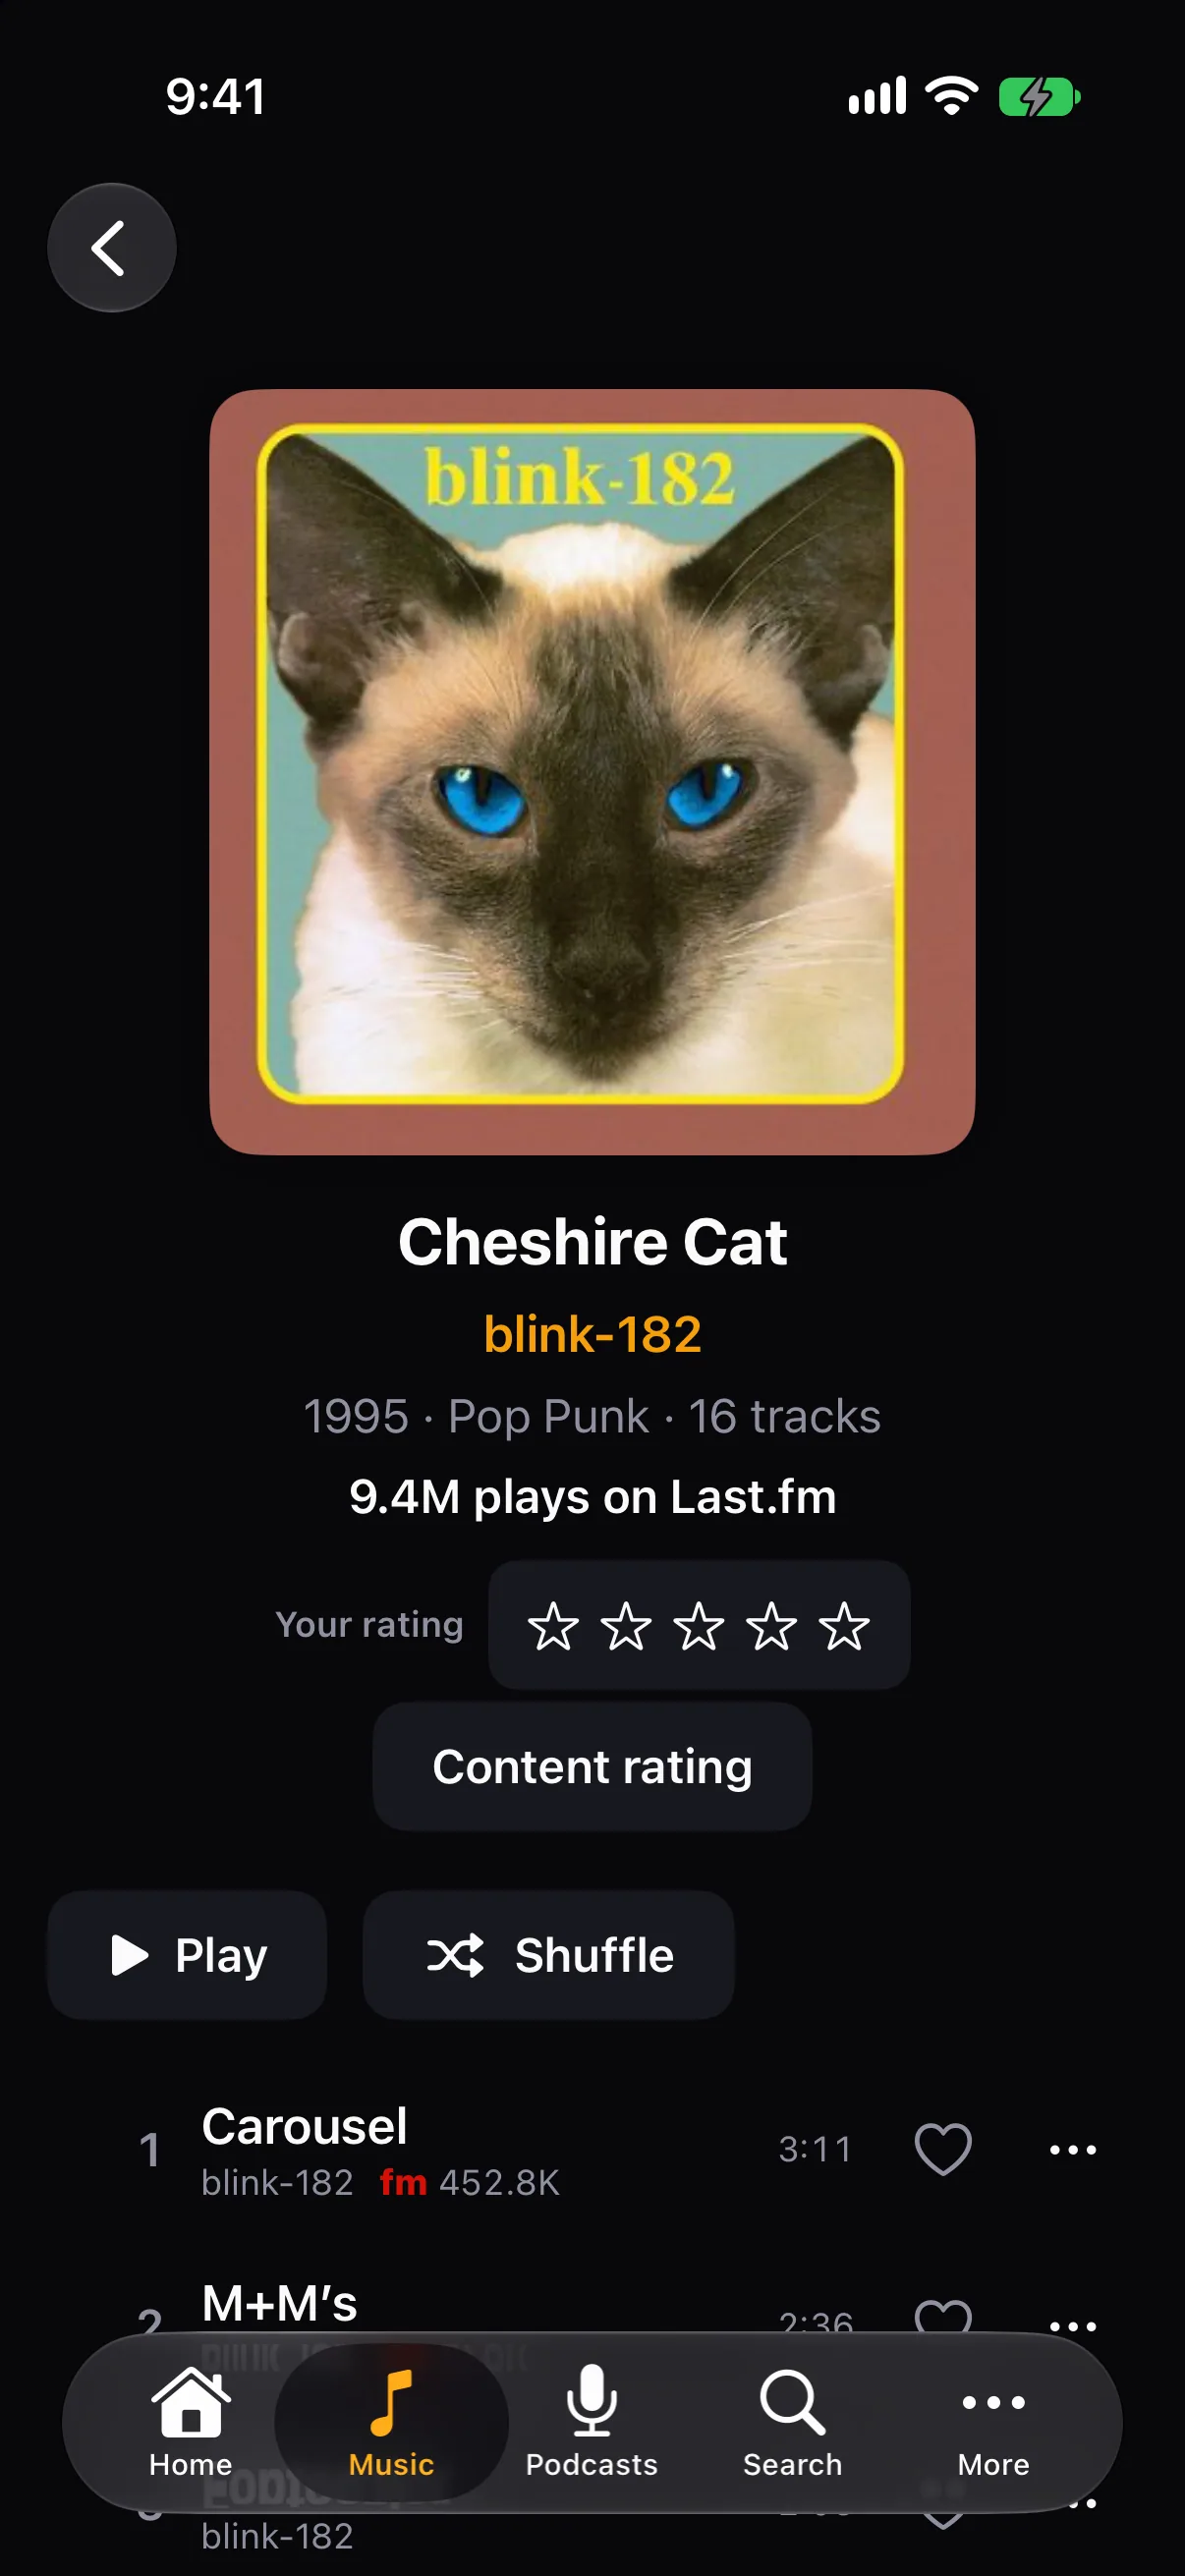 9:41
blink-182
Cheshire Cat
blink-182
1995 · Pop Punk · 16 tracks
9.4M plays on Last.fm
Your rating
Content rating
Play
Shuffle
1
Carousel
3:11
blink-182 fm 452.8K
2
M+M’s
2:36
Home
Music
Podcasts
Search
More
blink-182